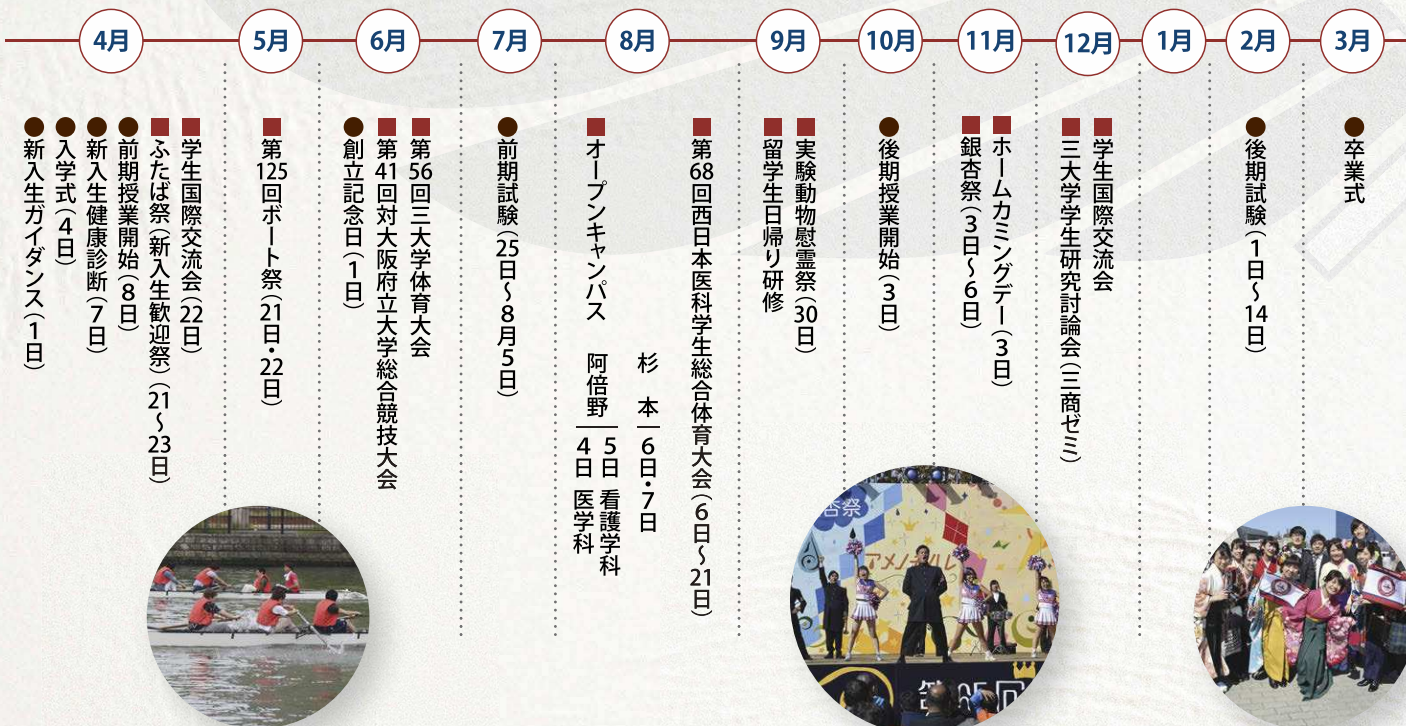 4月
5月
6月
7月
8月
9月
10月
11月
12月
1月
2月
3月
●新入生ガイダンス(1日)
●入学式(4日)
●新入生健康診断(7日)
●前期授業開始(8日)
■ふたば祭(新入生歓迎祭)(21〜23日)
■学生国際交流会(22日)
■第125回ボート祭(21日・22日)
●創立記念日(1日)
■第41回対大阪府立大学総合競技大会
■第56回三大学体育大会
●前期試験(25日〜8月5日)
■オープンキャンパス
杉本 6日・7日
阿倍野
5日 看護学科
4日 医学科
■第68回西日本医科学生総合体育大会(6日〜21日)
■留学生日帰り研修
■実験動物慰霊祭(30日)
●後期授業開始(3日)
■銀杏祭(3日〜6日)
■ホームカミングデー(3日)
■三大学学生研究討論会(三商ゼミ)
■学生国際交流会
●後期試験(1日〜14日)
●卒業式
杏祭